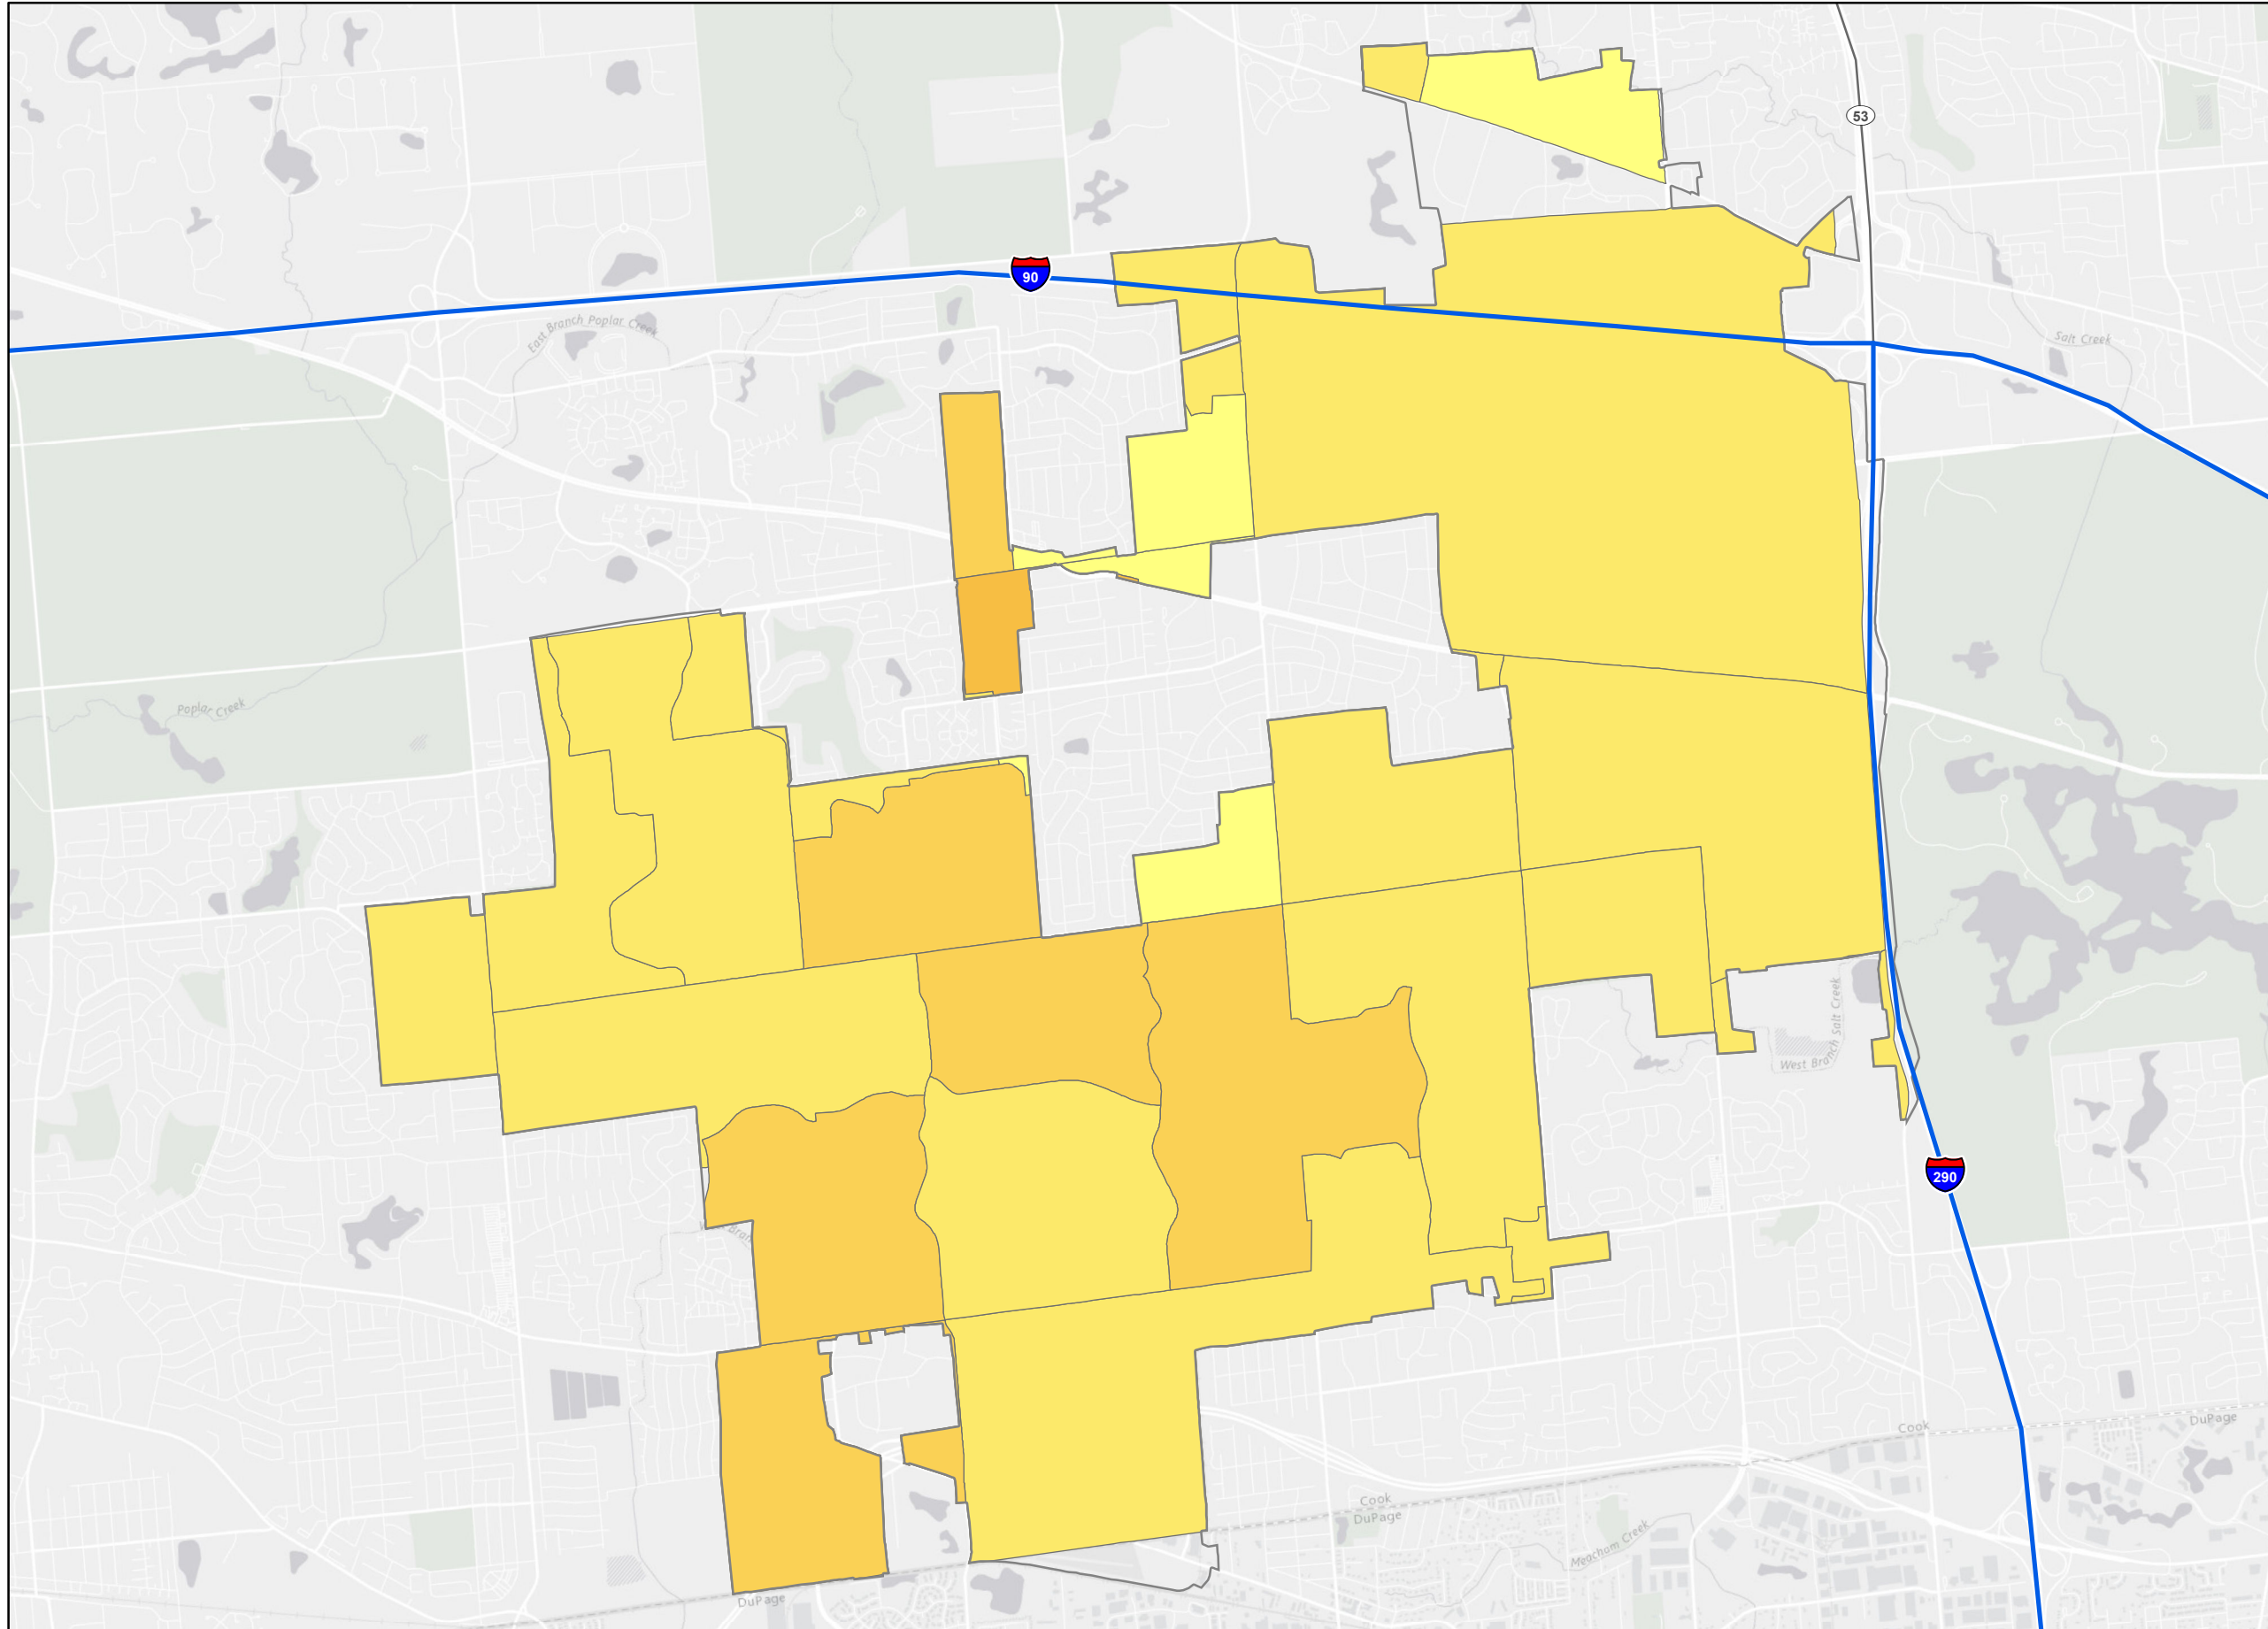 53
90
East Branch Poplar Creek
Salt Creek
Poplar Creek
West Branch Salt Creek
290
Cook
DuPage
Cook
DuPage
Meacham Creek
DuPage